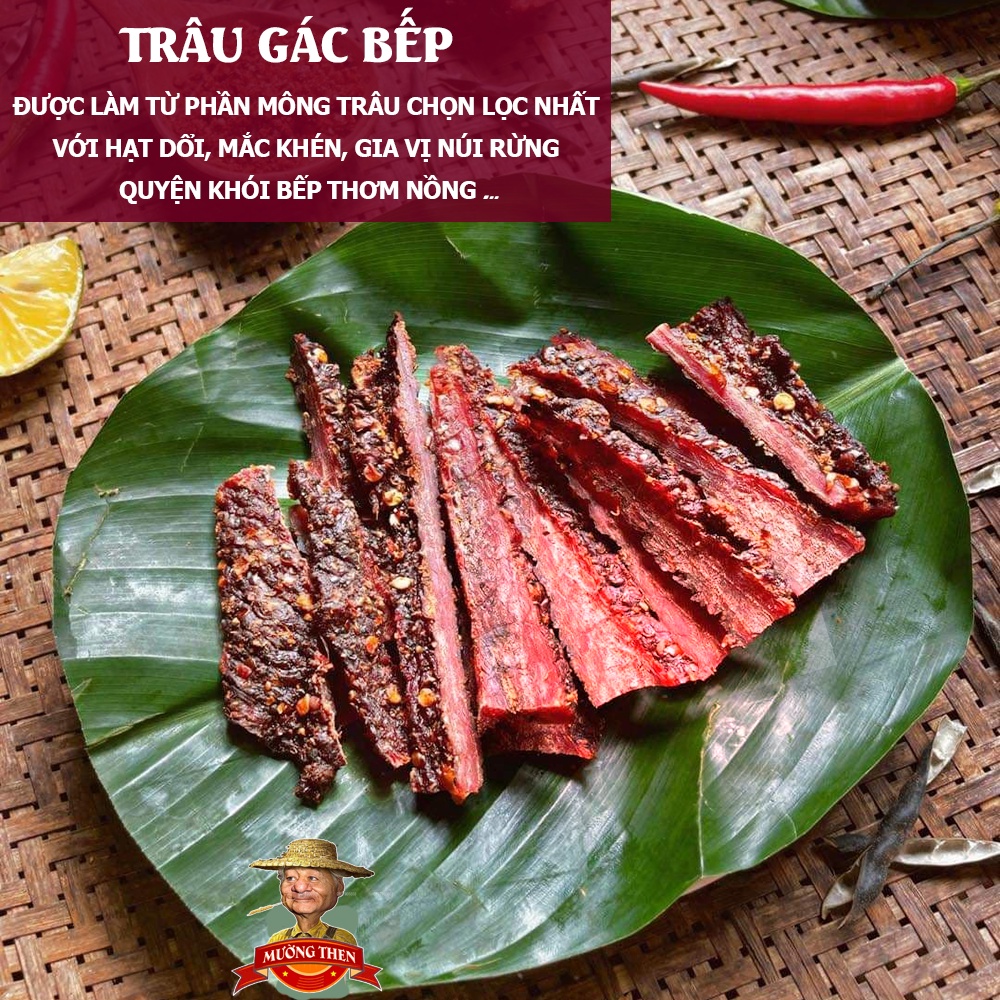 TRÂU GÁC BẾP
ĐƯỢC LÀM TỪ PHẦN MÔNG TRÂU CHỌN LỌC NHẤT
VỚI HẠT DỔI, MẮC KHÉN, GIA VỊ NÚI RỪNG
QUYỆN KHÓI BẾP THƠM NỒNG ...
MƯỜNG THEN